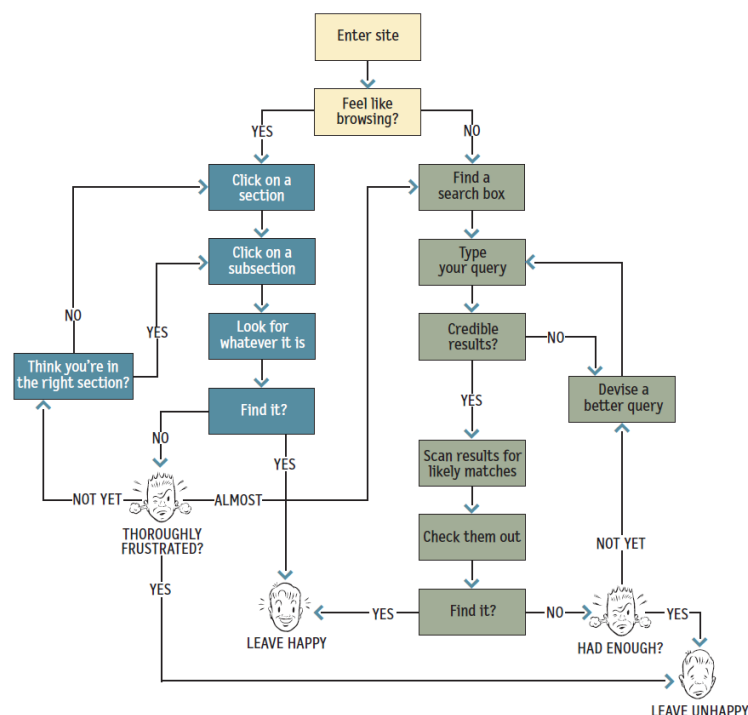 Enter site
Feel like
browsing?
YES
NO
Click on a
section
Find a
search box
Click on a
subsection
Type
your query
NO
YES
Look for
whatever it is
Credible
results?
NO
Think you're in
the right section?
Devise a
better query
Find it?
YES
NO
YES
Scan results for
likely matches
NOT YET
ALMOST
THOROUGHLY
FRUSTRATED?
Check them out
NOT YET
YES
Find it?
YES
NO
YES
LEAVE HAPPY
HAD ENOUGH?
LEAVE UNHAPPY